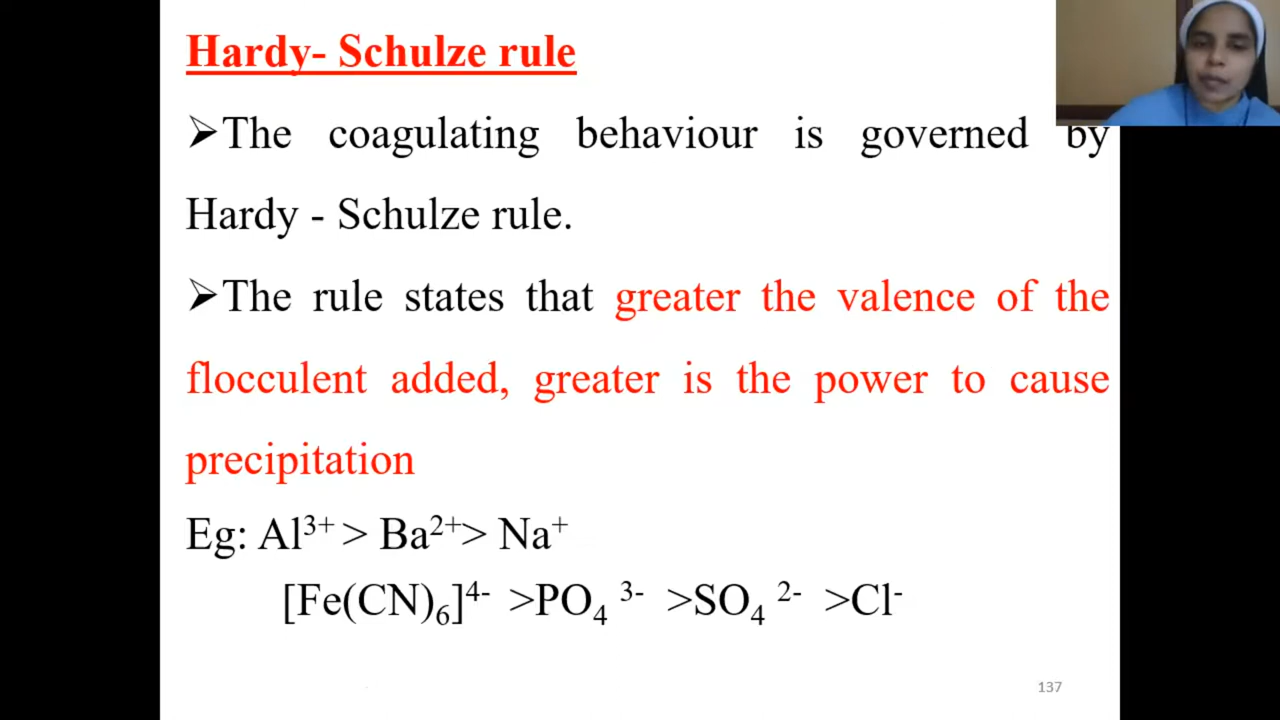 Hardy- Schulze rule
➢The coagulating behaviour is governed by
Hardy - Schulze rule.
➢The rule states that greater the valence of the
flocculent added, greater is the power to cause
precipitation
Eg: Al³⁺ > Ba²⁺> Na⁺
[Fe(CN)₆]⁴⁻ >PO₄ ³⁻ >SO₄ ²⁻ >Cl⁻
137